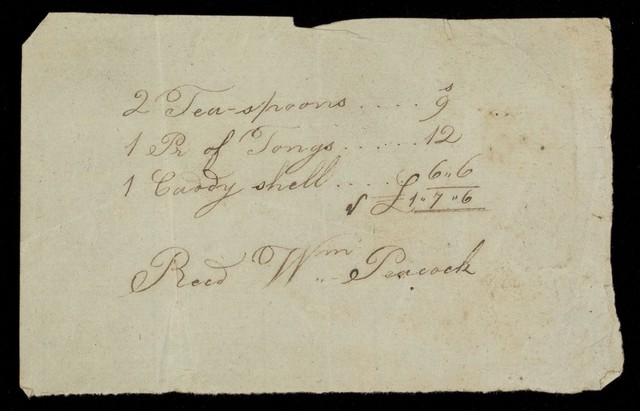 2 Tea-spoons .... 9s ...
1 Pr of Tongs ...... 12
1 Caddy shell .... 6"6
£1"7"6
Recd Wm Peacock